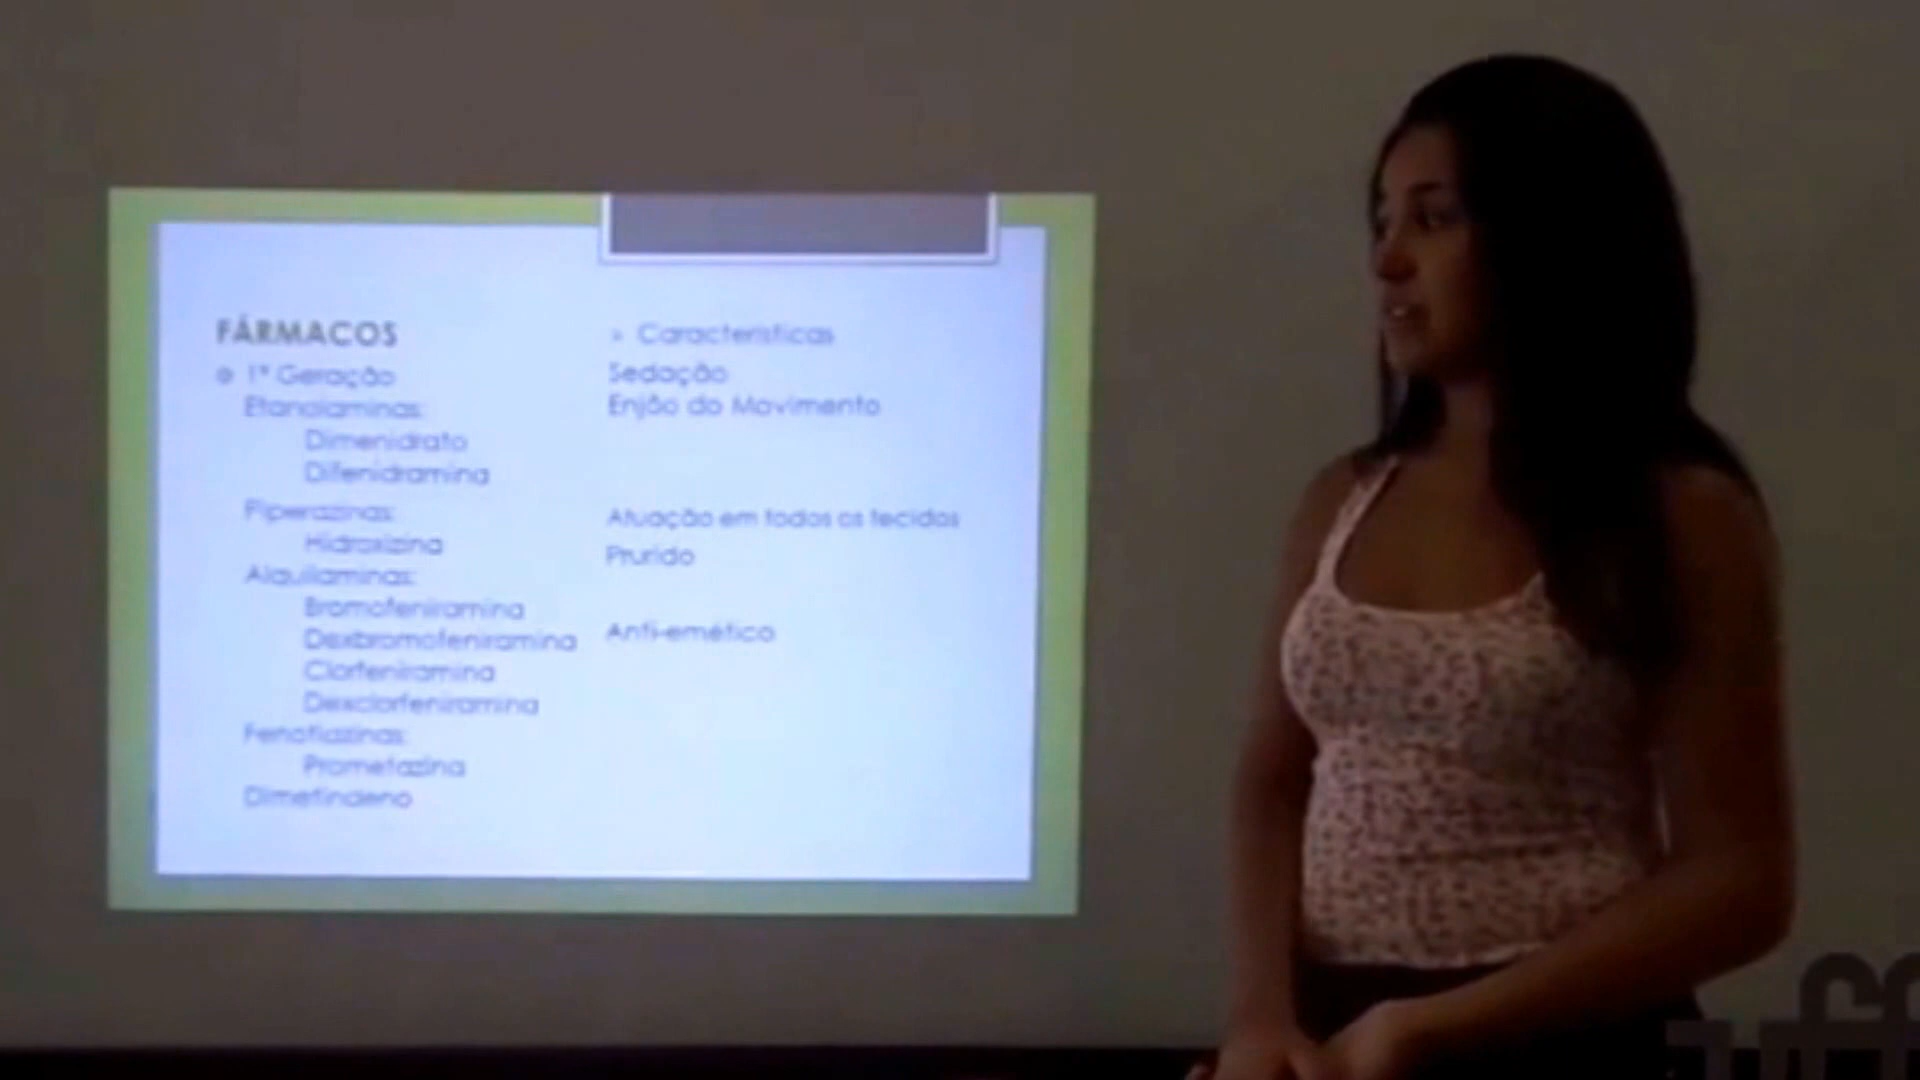 FÁRMACOS
1ª Geração
Etanolaminas:
Dimenidrato
Difenidramina
Piperazinas:
Hidroxizina
Alquilaminas:
Bromofeniramina
Dexbromofeniramina
Clorfeniramina
Dexclorfeniramina
Fenotiazinas:
Prometazina
Dimetindeno
Características
Sedação
Enjôo do Movimento
Atuação em todos os tecidos
Prurido
Anti-emético
uff